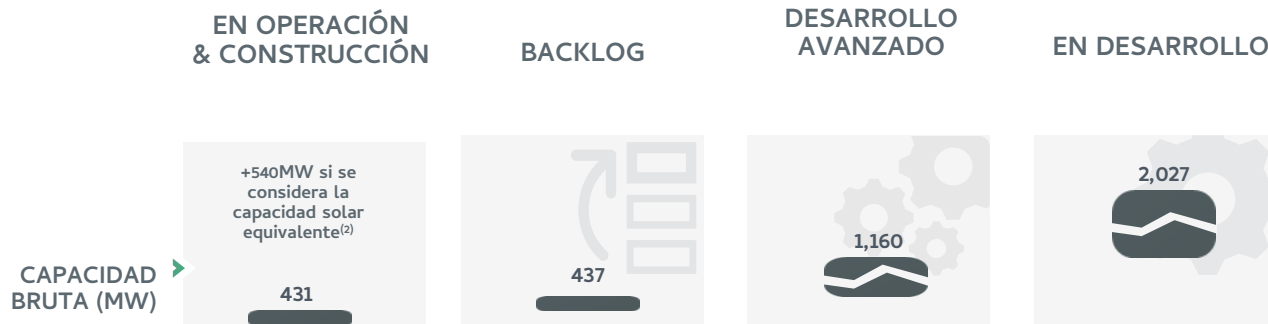 EN OPERACIÓN
& CONSTRUCCIÓN
BACKLOG
DESARROLLO
AVANZADO
EN DESARROLLO
CAPACIDAD
BRUTA (MW)
+540MW si se
considera la
capacidad solar
equivalente(2)
431
437
1,160
2,027